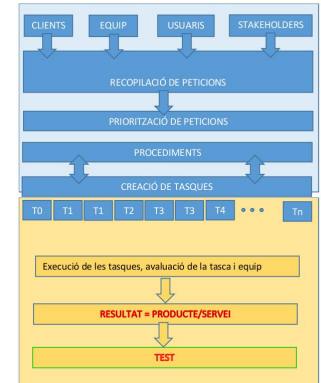 CLIENTS EQUIP USUARIS STAKEHOLDERS
RECOPILACIÓ DE PETICIONS
PRIORITZACIÓ DE PETICIONS
PROCEDIMENTS
CREACIÓ DE TASQUES
T0 T1 T1 T2 T3 T3 T4 • • • Tn
Execució de les tasques, avaluació de la tasca i equip
RESULTAT = PRODUCTE/SERVEI
TEST